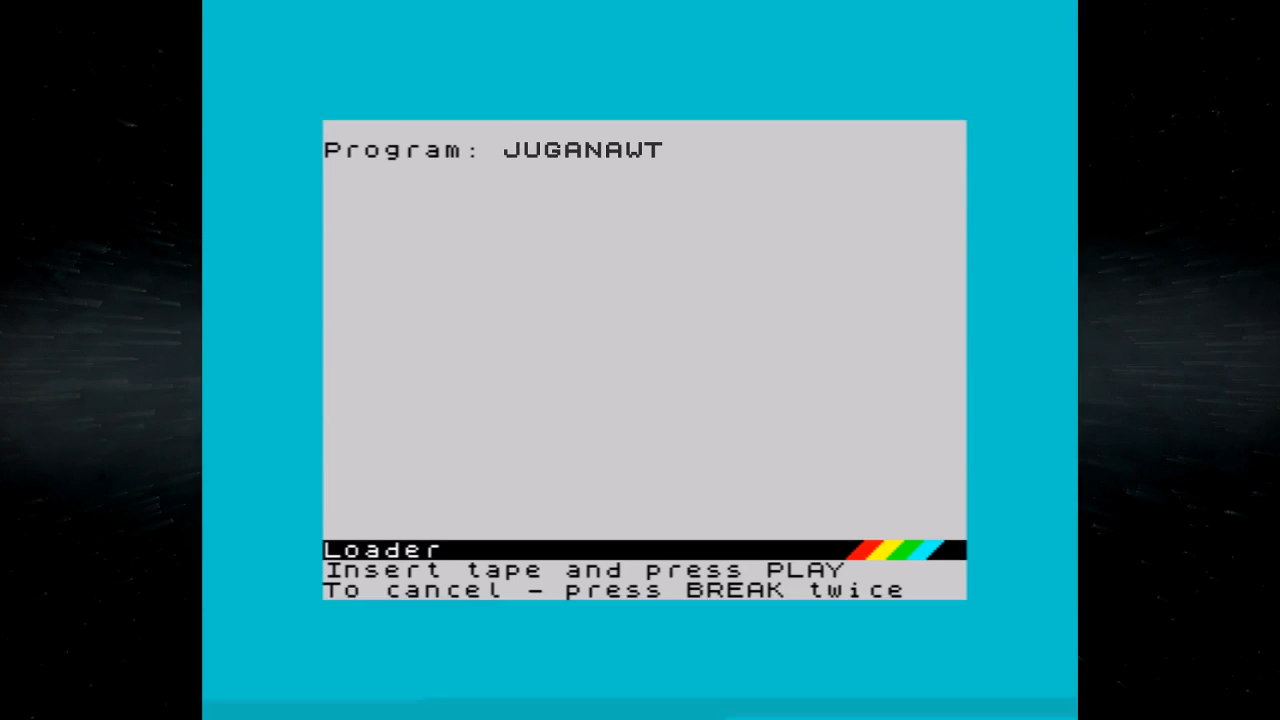 Program: JUGANAWT
Loader
Insert tape and press PLAY
To cancel - press BREAK twice